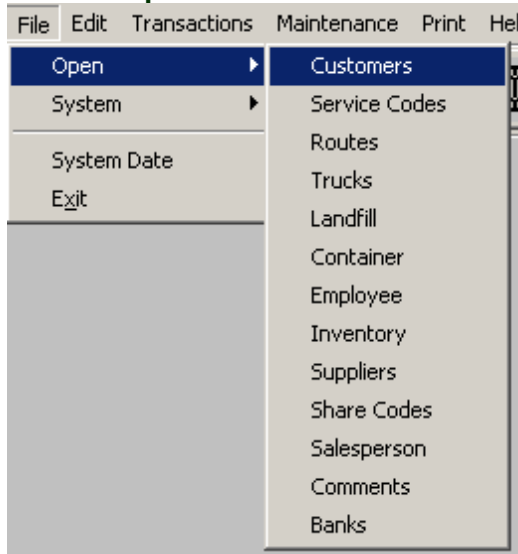 File Edit Transactions Maintenance Print
Open
System
System Date
Exit
Customers
Service Codes
Routes
Trucks
Landfill
Container
Employee
Inventory
Suppliers
Share Codes
Salesperson
Comments
Banks